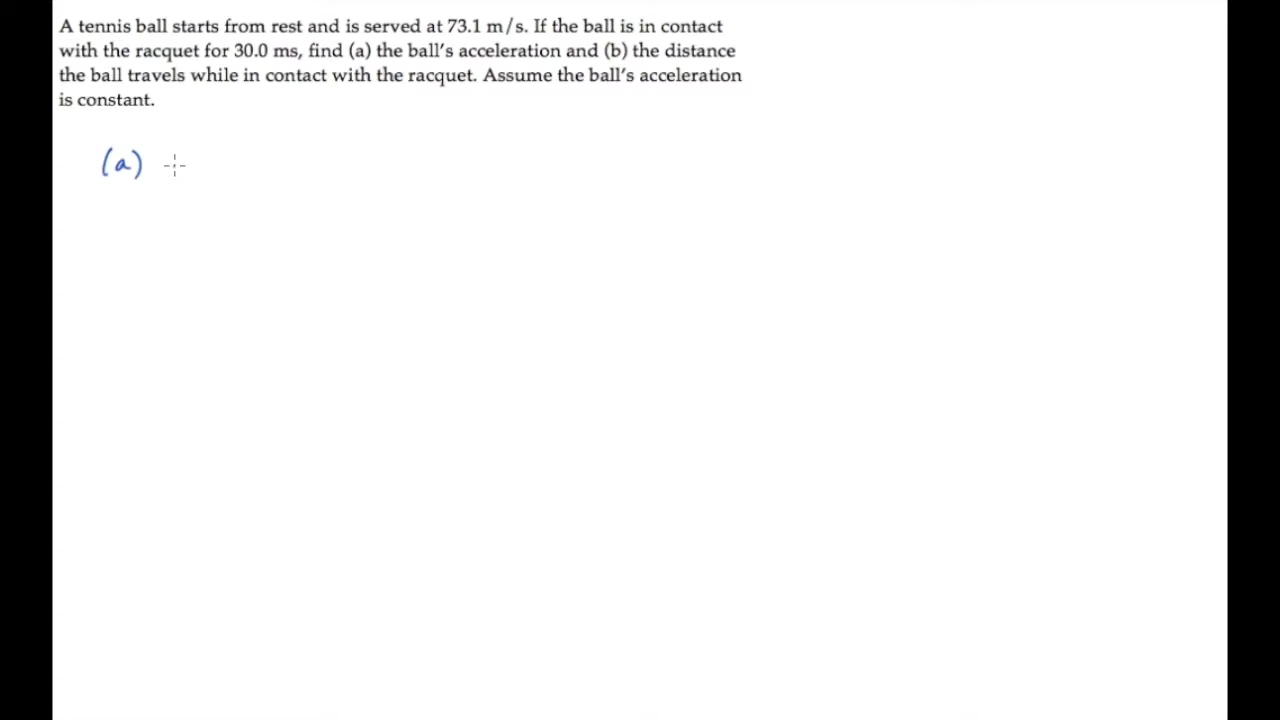 A tennis ball starts from rest and is served at 73.1 m/s. If the ball is in contact
with the racquet for 30.0 ms, find (a) the ball's acceleration and (b) the distance
the ball travels while in contact with the racquet. Assume the ball's acceleration
is constant.
(a)